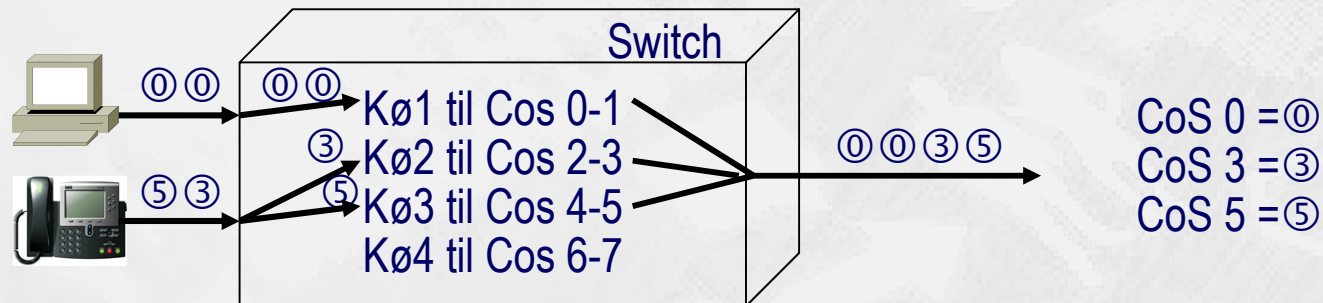 Switch
⓪⓪ ⓪⓪
Kø1 til Cos 0-1
③
Kø2 til Cos 2-3
⑤③ ⑤
Kø3 til Cos 4-5
Kø4 til Cos 6-7
⓪⓪③⑤
CoS 0 =⓪
CoS 3 =③
CoS 5 =⑤